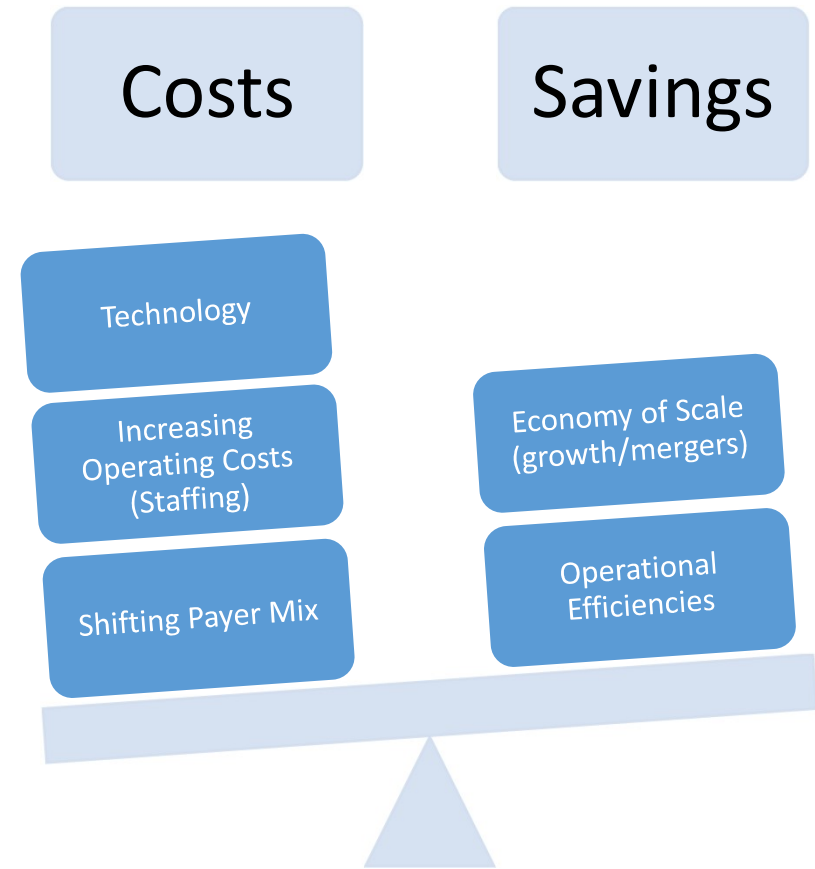 Costs
Savings
Technology
Increasing
Operating Costs
(Staffing)
Shifting Payer Mix
Economy of Scale
(growth/mergers)
Operational
Efficiencies